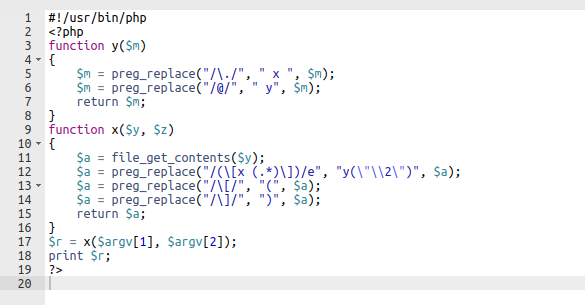 1 #!/usr/bin/php
2 <?php
3 function y($m)
4 {
5 $m = preg_replace("/\./", " x ", $m);
6 $m = preg_replace("/@/", " y", $m);
7 return $m;
8 }
9 function x($y, $z)
10 {
11 $a = file_get_contents($y);
12 $a = preg_replace("/(\[x (.*)\])/e", "y(\"\\2\")", $a);
13 $a = preg_replace("/\[/", "(", $a);
14 $a = preg_replace("/\]/", ")", $a);
15 return $a;
16 }
17 $r = x($argv[1], $argv[2]);
18 print $r;
19 ?>
20